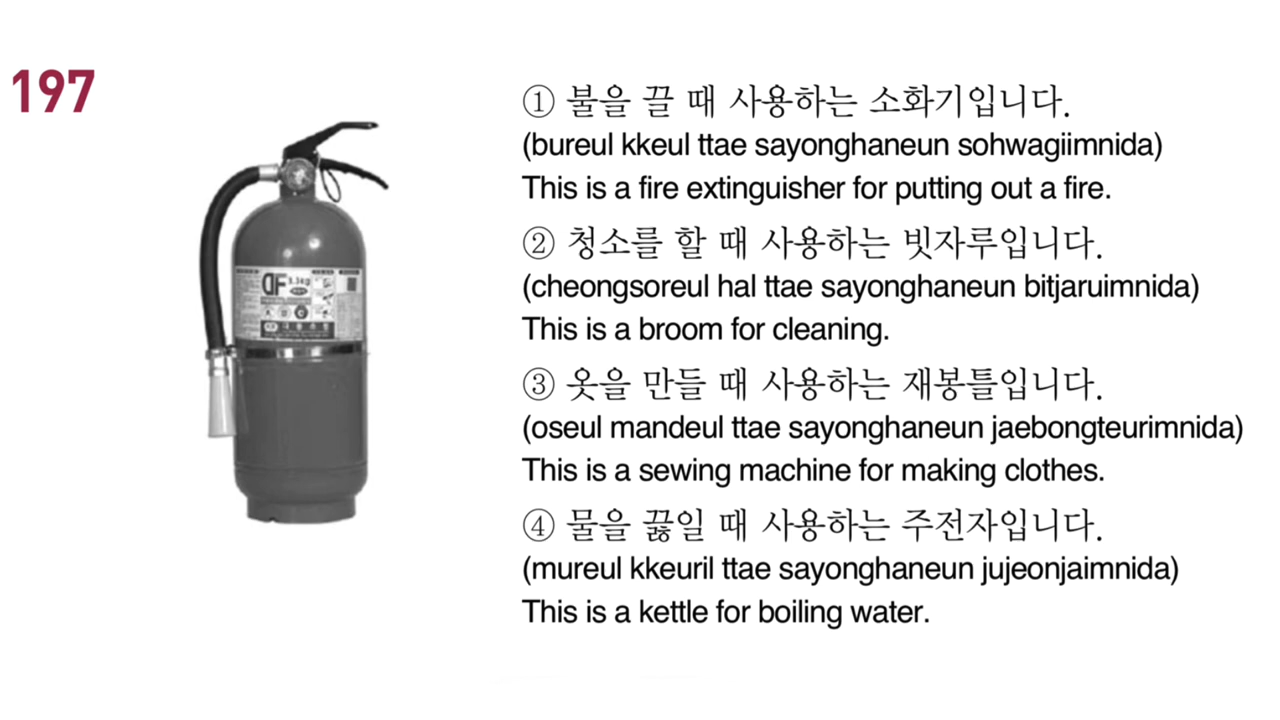 197
① 불을 끌 때 사용하는 소화기입니다.
(bureul kkeul ttae sayonghaneun sohwagiimnida)
This is a fire extinguisher for putting out a fire.
② 청소를 할 때 사용하는 빗자루입니다.
(cheongsoreul hal ttae sayonghaneun bitjaruimnida)
This is a broom for cleaning.
③ 옷을 만들 때 사용하는 재봉틀입니다.
(oseul mandeul ttae sayonghaneun jaebongteurimnida)
This is a sewing machine for making clothes.
④ 물을 끓일 때 사용하는 주전자입니다.
(mureul kkeuril ttae sayonghaneun jujeonjaimnida)
This is a kettle for boiling water.
3.3kg